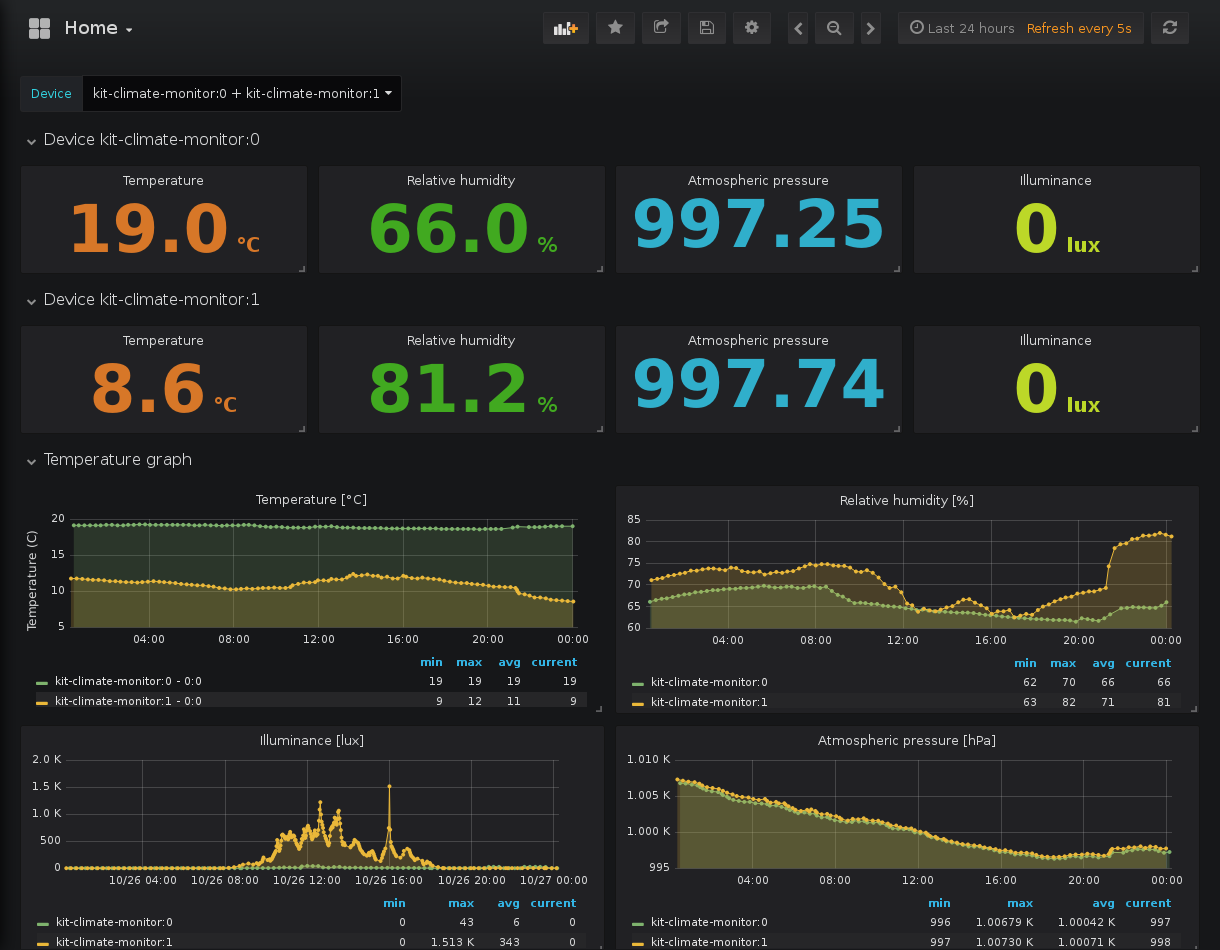 Home
Last 24 hours Refresh every 5s
Device kit-climate-monitor:0 + kit-climate-monitor:1
Device kit-climate-monitor:0
Temperature Relative humidity Atmospheric pressure Illuminance
19.0 °C 66.0 % 997.25 0 lux
Device kit-climate-monitor:1
Temperature Relative humidity Atmospheric pressure Illuminance
8.6 °C 81.2 % 997.74 0 lux
Temperature graph
Temperature [°C]
Temperature (C)
20
15
10
5
04:00 08:00 12:00 16:00 20:00 00:00
min max avg current
kit-climate-monitor:0 - 0:0 19 19 19 19
kit-climate-monitor:1 - 0:0 9 12 11 9
Relative humidity [%]
85
80
75
70
65
60
04:00 08:00 12:00 16:00 20:00 00:00
min max avg current
kit-climate-monitor:0 62 70 66 66
kit-climate-monitor:1 63 82 71 81
Illuminance [lux]
2.0 K
1.5 K
1.0 K
500
0
10/26 04:00 10/26 08:00 10/26 12:00 10/26 16:00 10/26 20:00 10/27 00:00
min max avg current
kit-climate-monitor:0 0 43 6 0
kit-climate-monitor:1 0 1.513 K 343 0
Atmospheric pressure [hPa]
1.010 K
1.005 K
1.000 K
995
04:00 08:00 12:00 16:00 20:00 00:00
min max avg current
kit-climate-monitor:0 996 1.00679 K 1.00042 K 997
kit-climate-monitor:1 997 1.00730 K 1.00071 K 998